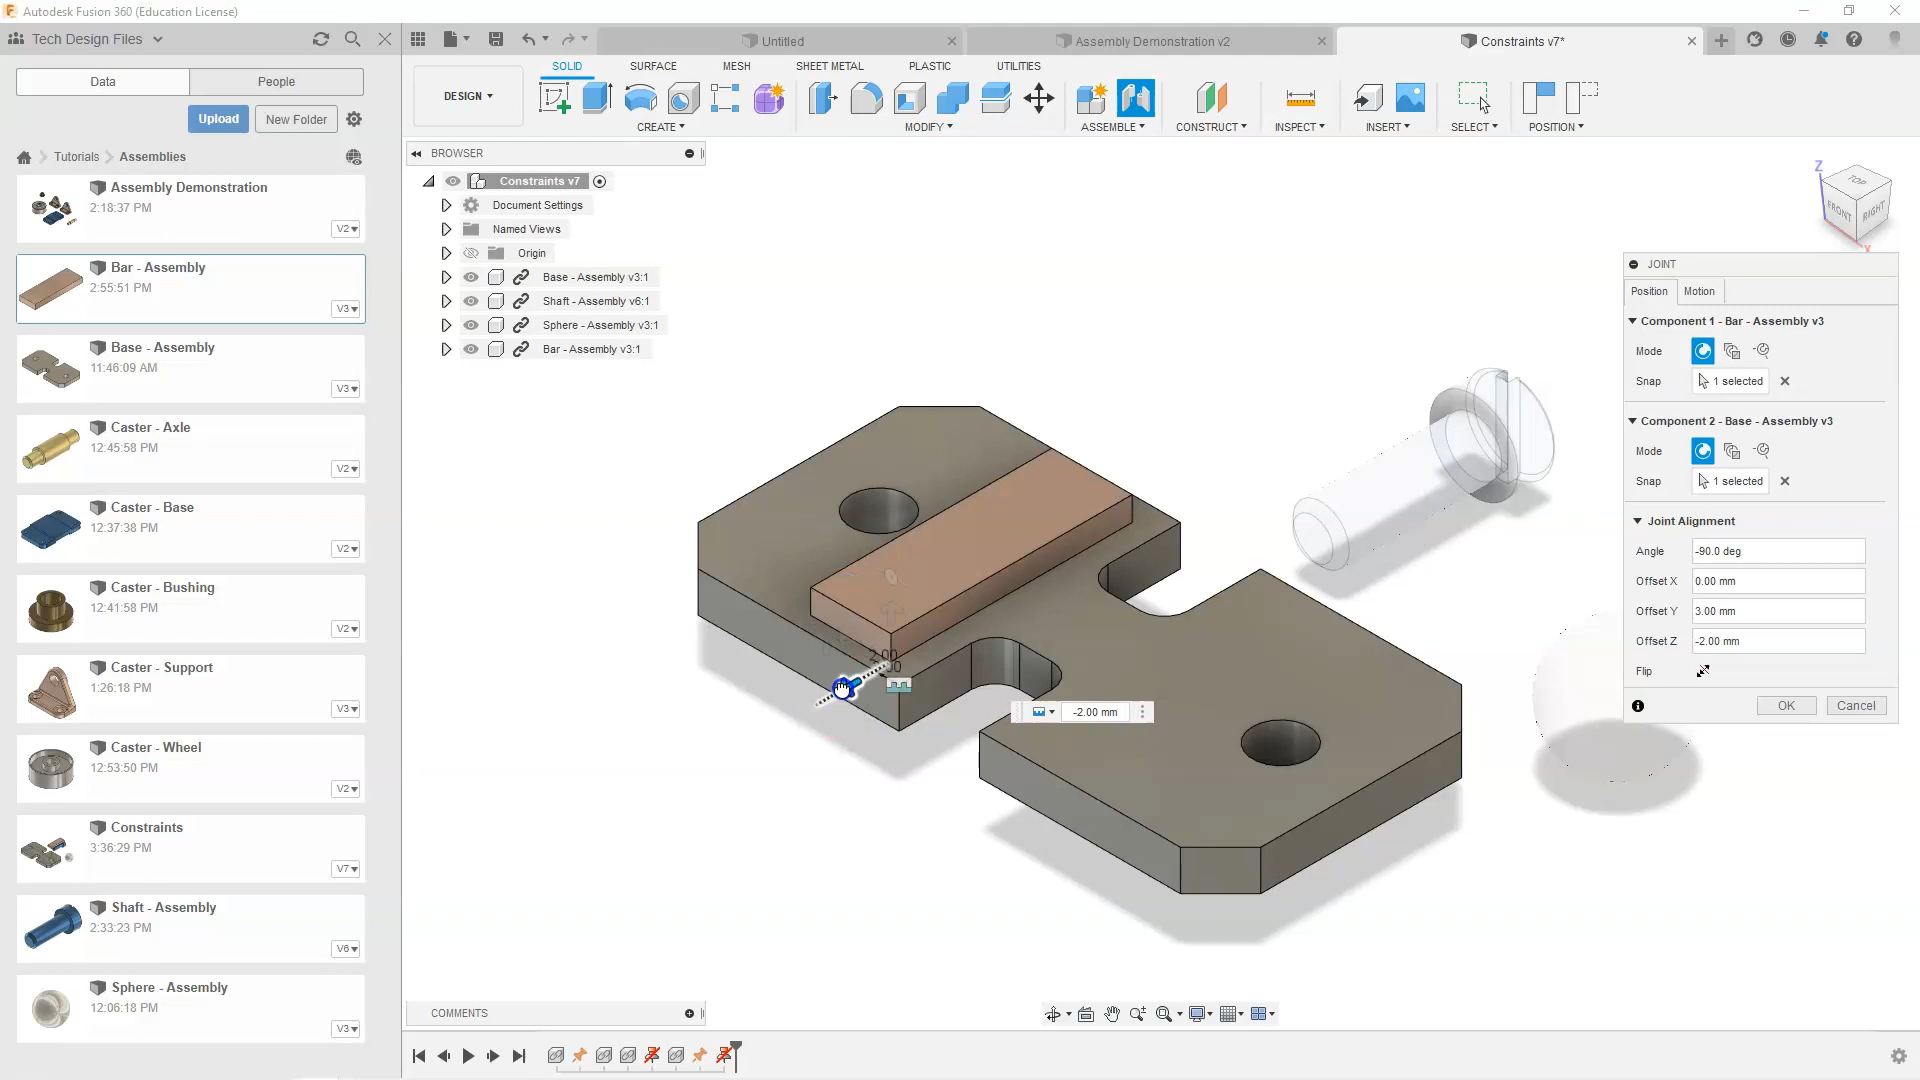 Autodesk Fusion 360 (Education License)
Tech Design Files
Untitled
Assembly Demonstration v2
Constraints v7*
Data
People
Upload
New Folder
Tutorials
Assemblies
Assembly Demonstration
2:18:37 PM
V2
Bar - Assembly
2:55:51 PM
V3
Base - Assembly
11:46:09 AM
V3
Caster - Axle
12:45:58 PM
V2
Caster - Base
12:37:38 PM
V2
Caster - Bushing
12:41:58 PM
V2
Caster - Support
1:26:18 PM
V3
Caster - Wheel
12:53:50 PM
V2
Constraints
3:36:29 PM
V7
Shaft - Assembly
2:33:23 PM
V6
Sphere - Assembly
12:06:18 PM
V3
DESIGN
SOLID
SURFACE
MESH
SHEET METAL
PLASTIC
UTILITIES
CREATE
MODIFY
ASSEMBLE
CONSTRUCT
INSPECT
INSERT
SELECT
POSITION
BROWSER
Constraints v7
Document Settings
Named Views
Origin
Base - Assembly v3:1
Shaft - Assembly v6:1
Sphere - Assembly v3:1
Bar - Assembly v3:1
Z
TOP
FRONT
RIGHT
X
JOINT
Position
Motion
Component 1 - Bar - Assembly v3
Mode
Snap
1 selected
Component 2 - Base - Assembly v3
Mode
Snap
1 selected
Joint Alignment
Angle
-90.0 deg
Offset X
0.00 mm
Offset Y
3.00 mm
Offset Z
-2.00 mm
Flip
OK
Cancel
2.00
-2.00 mm
COMMENTS